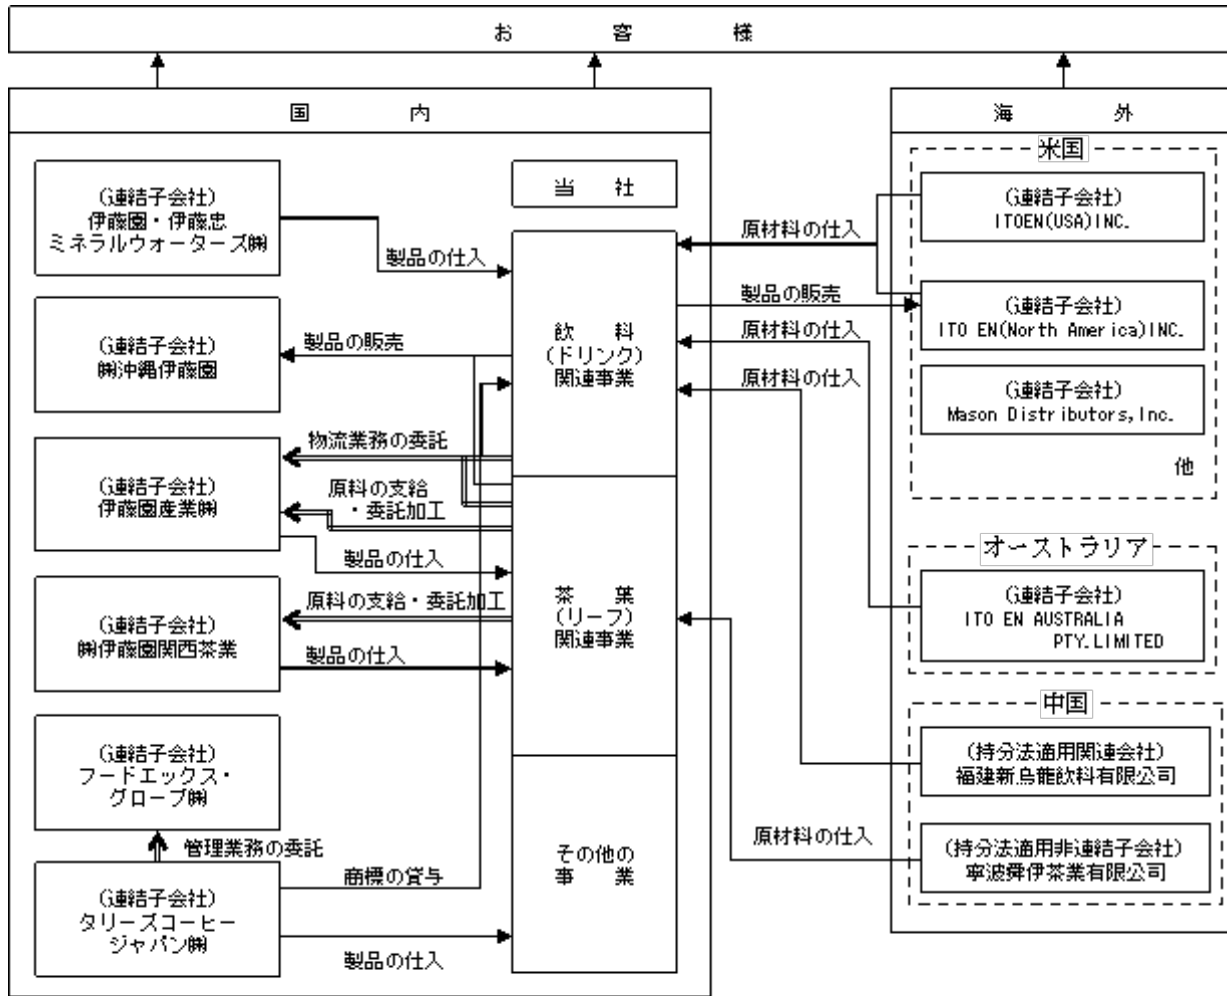 お客様
国内
海外
(連結子会社)
伊藤園・伊藤忠
ミネラルウォーターズ㈱
製品の仕入
(連結子会社)
㈱沖縄伊藤園
製品の販売
物流業務の委託
(連結子会社)
伊藤園産業㈱
原料の支給
・委託加工
製品の仕入
(連結子会社)
㈱伊藤園関西茶業
原料の支給・委託加工
製品の仕入
(連結子会社)
フードエックス・
グローブ㈱
管理業務の委託
(連結子会社)
タリーズコーヒー
ジャパン㈱
商標の貸与
製品の仕入
当社
飲料
(ドリンク)
関連事業
茶葉
(リーフ)
関連事業
その他の
事業
原材料の仕入
製品の販売
原材料の仕入
原材料の仕入
原材料の仕入
米国
(連結子会社)
ITOEN(USA)INC.
(連結子会社)
ITO EN(North America)INC.
(連結子会社)
Mason Distributors,Inc.
他
オーストラリア
(連結子会社)
ITO EN AUSTRALIA
PTY.LIMITED
中国
(持分法適用関連会社)
福建新烏龍飲料有限公司
(持分法適用非連結子会社)
寧波舜伊茶業有限公司